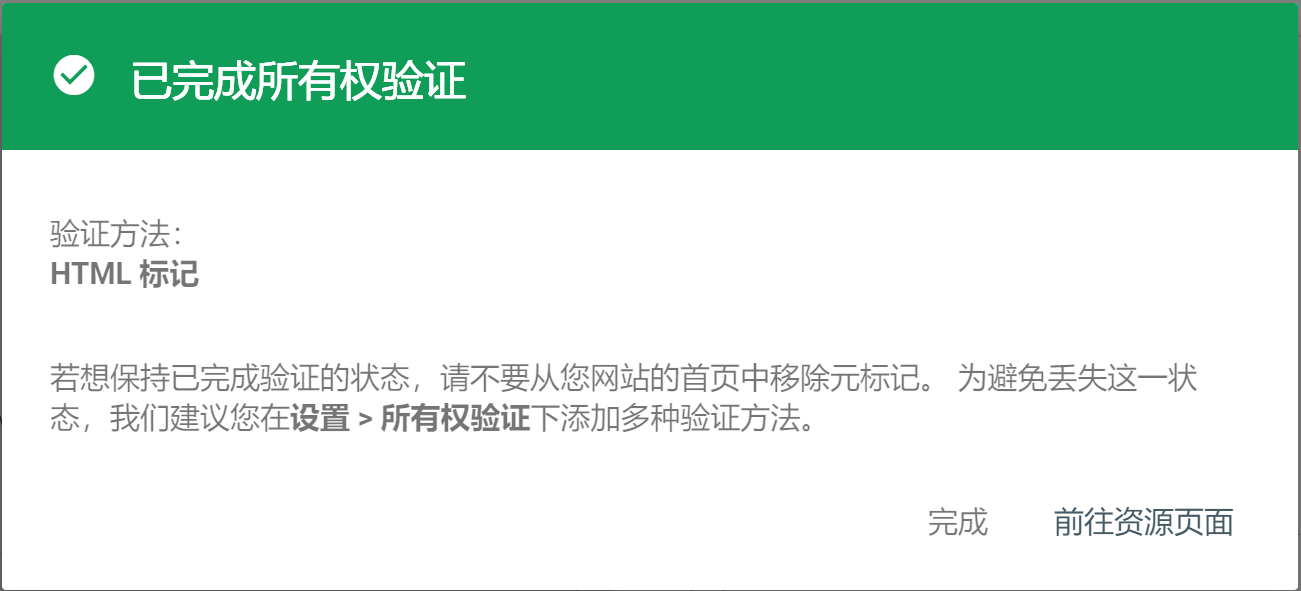 已完成所有权验证
验证方法：
HTML 标记
若想保持已完成验证的状态，请不要从您网站的首页中移除元标记。 为避免丢失这一状
态，我们建议您在设置 > 所有权验证下添加多种验证方法。
完成 前往资源页面